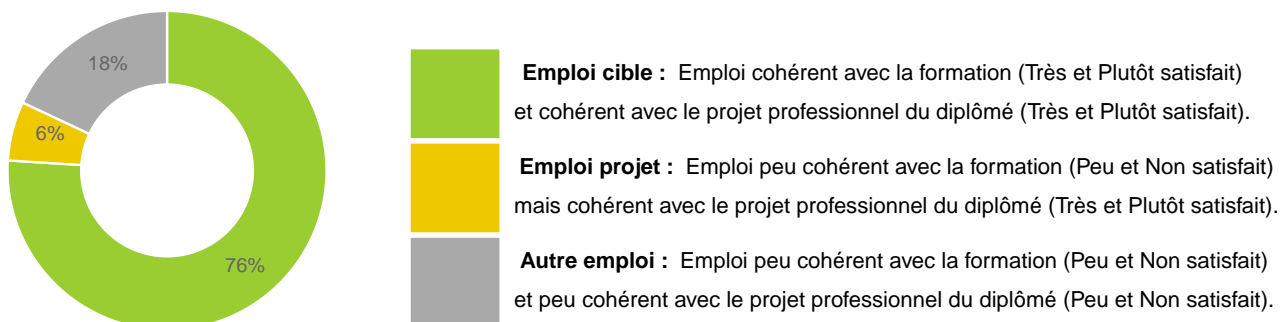 18%
6%
76%
Emploi cible : Emploi cohérent avec la formation (Très et Plutôt satisfait)
et cohérent avec le projet professionnel du diplômé (Très et Plutôt satisfait).
Emploi projet : Emploi peu cohérent avec la formation (Peu et Non satisfait)
mais cohérent avec le projet professionnel du diplômé (Très et Plutôt satisfait).
Autre emploi : Emploi peu cohérent avec la formation (Peu et Non satisfait)
et peu cohérent avec le projet professionnel du diplômé (Peu et Non satisfait).